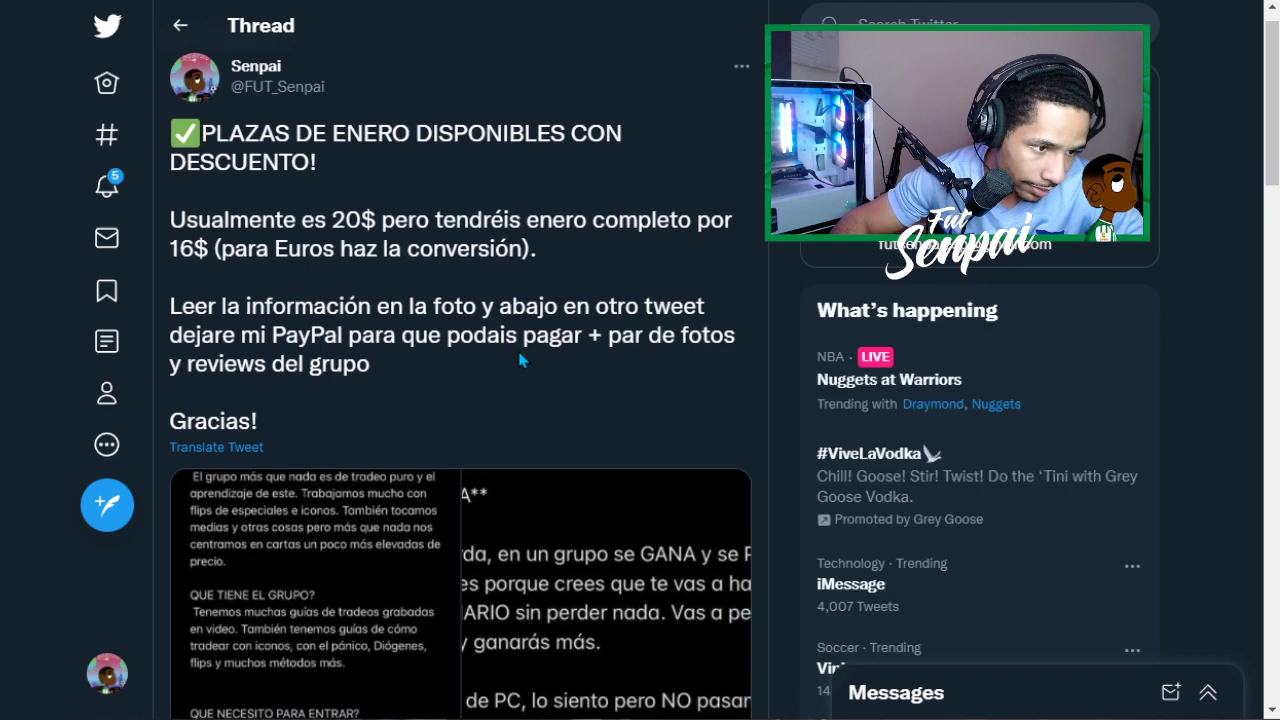 Thread
Senpai
@FUT_Senpai
✅PLAZAS DE ENERO DISPONIBLES CON
DESCUENTO!
Usualmente es 20$ pero tendréis enero completo por
16$ (para Euros haz la conversión).
Leer la información en la foto y abajo en otro tweet
dejare mi PayPal para que podais pagar + par de fotos
y reviews del grupo
Gracias!
Translate Tweet
El grupo más que nada es de tradeo puro y el
aprendizaje de este. Trabajamos mucho con
flips de especiales e iconos. También tocamos
medias y otras cosas pero más que nada nos
centramos en cartas un poco más elevadas de
precio.
QUE TIENE EL GRUPO?
Tenemos muchas guías de tradeos grabadas
en video. También tenemos guías de cómo
tradear con iconos, con el pánico, Diógenes,
flips y muchos métodos más.
QUE NECESITO PARA ENTRAR?
A**
da, en un grupo se GANA y se
es porque crees que te vas a ha
ARIO sin perder nada. Vas a pe
y ganarás más.
de PC, lo siento pero NO pasan
5
Search Twitter
Fut
Senpai
What's happening
NBA · LIVE
Nuggets at Warriors
Trending with Draymond, Nuggets
#ViveLaVodka
Chill! Goose! Stir! Twist! Do the 'Tini with Grey
Goose Vodka.
Promoted by Grey Goose
Technology · Trending
iMessage
4,007 Tweets
Soccer · Trending
Vin
14
Messages